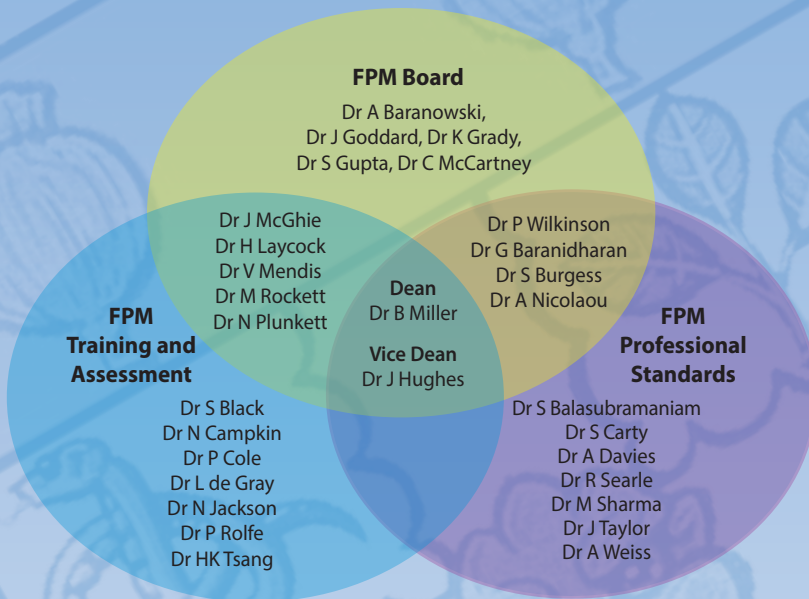 FPM Board
Dr A Baranowski,
Dr J Goddard, Dr K Grady,
Dr S Gupta, Dr C McCartney
Dr J McGhie
Dr H Laycock
Dr V Mendis
Dr M Rockett
Dr N Plunkett
Dean
Dr B Miller
Vice Dean
Dr J Hughes
Dr P Wilkinson
Dr G Baranidharan
Dr S Burgess
Dr A Nicolaou
FPM
Training and
Assessment
Dr S Black
Dr N Campkin
Dr P Cole
Dr L de Gray
Dr N Jackson
Dr P Rolfe
Dr HK Tsang
FPM
Professional
Standards
Dr S Balasubramaniam
Dr S Carty
Dr A Davies
Dr R Searle
Dr M Sharma
Dr J Taylor
Dr A Weiss